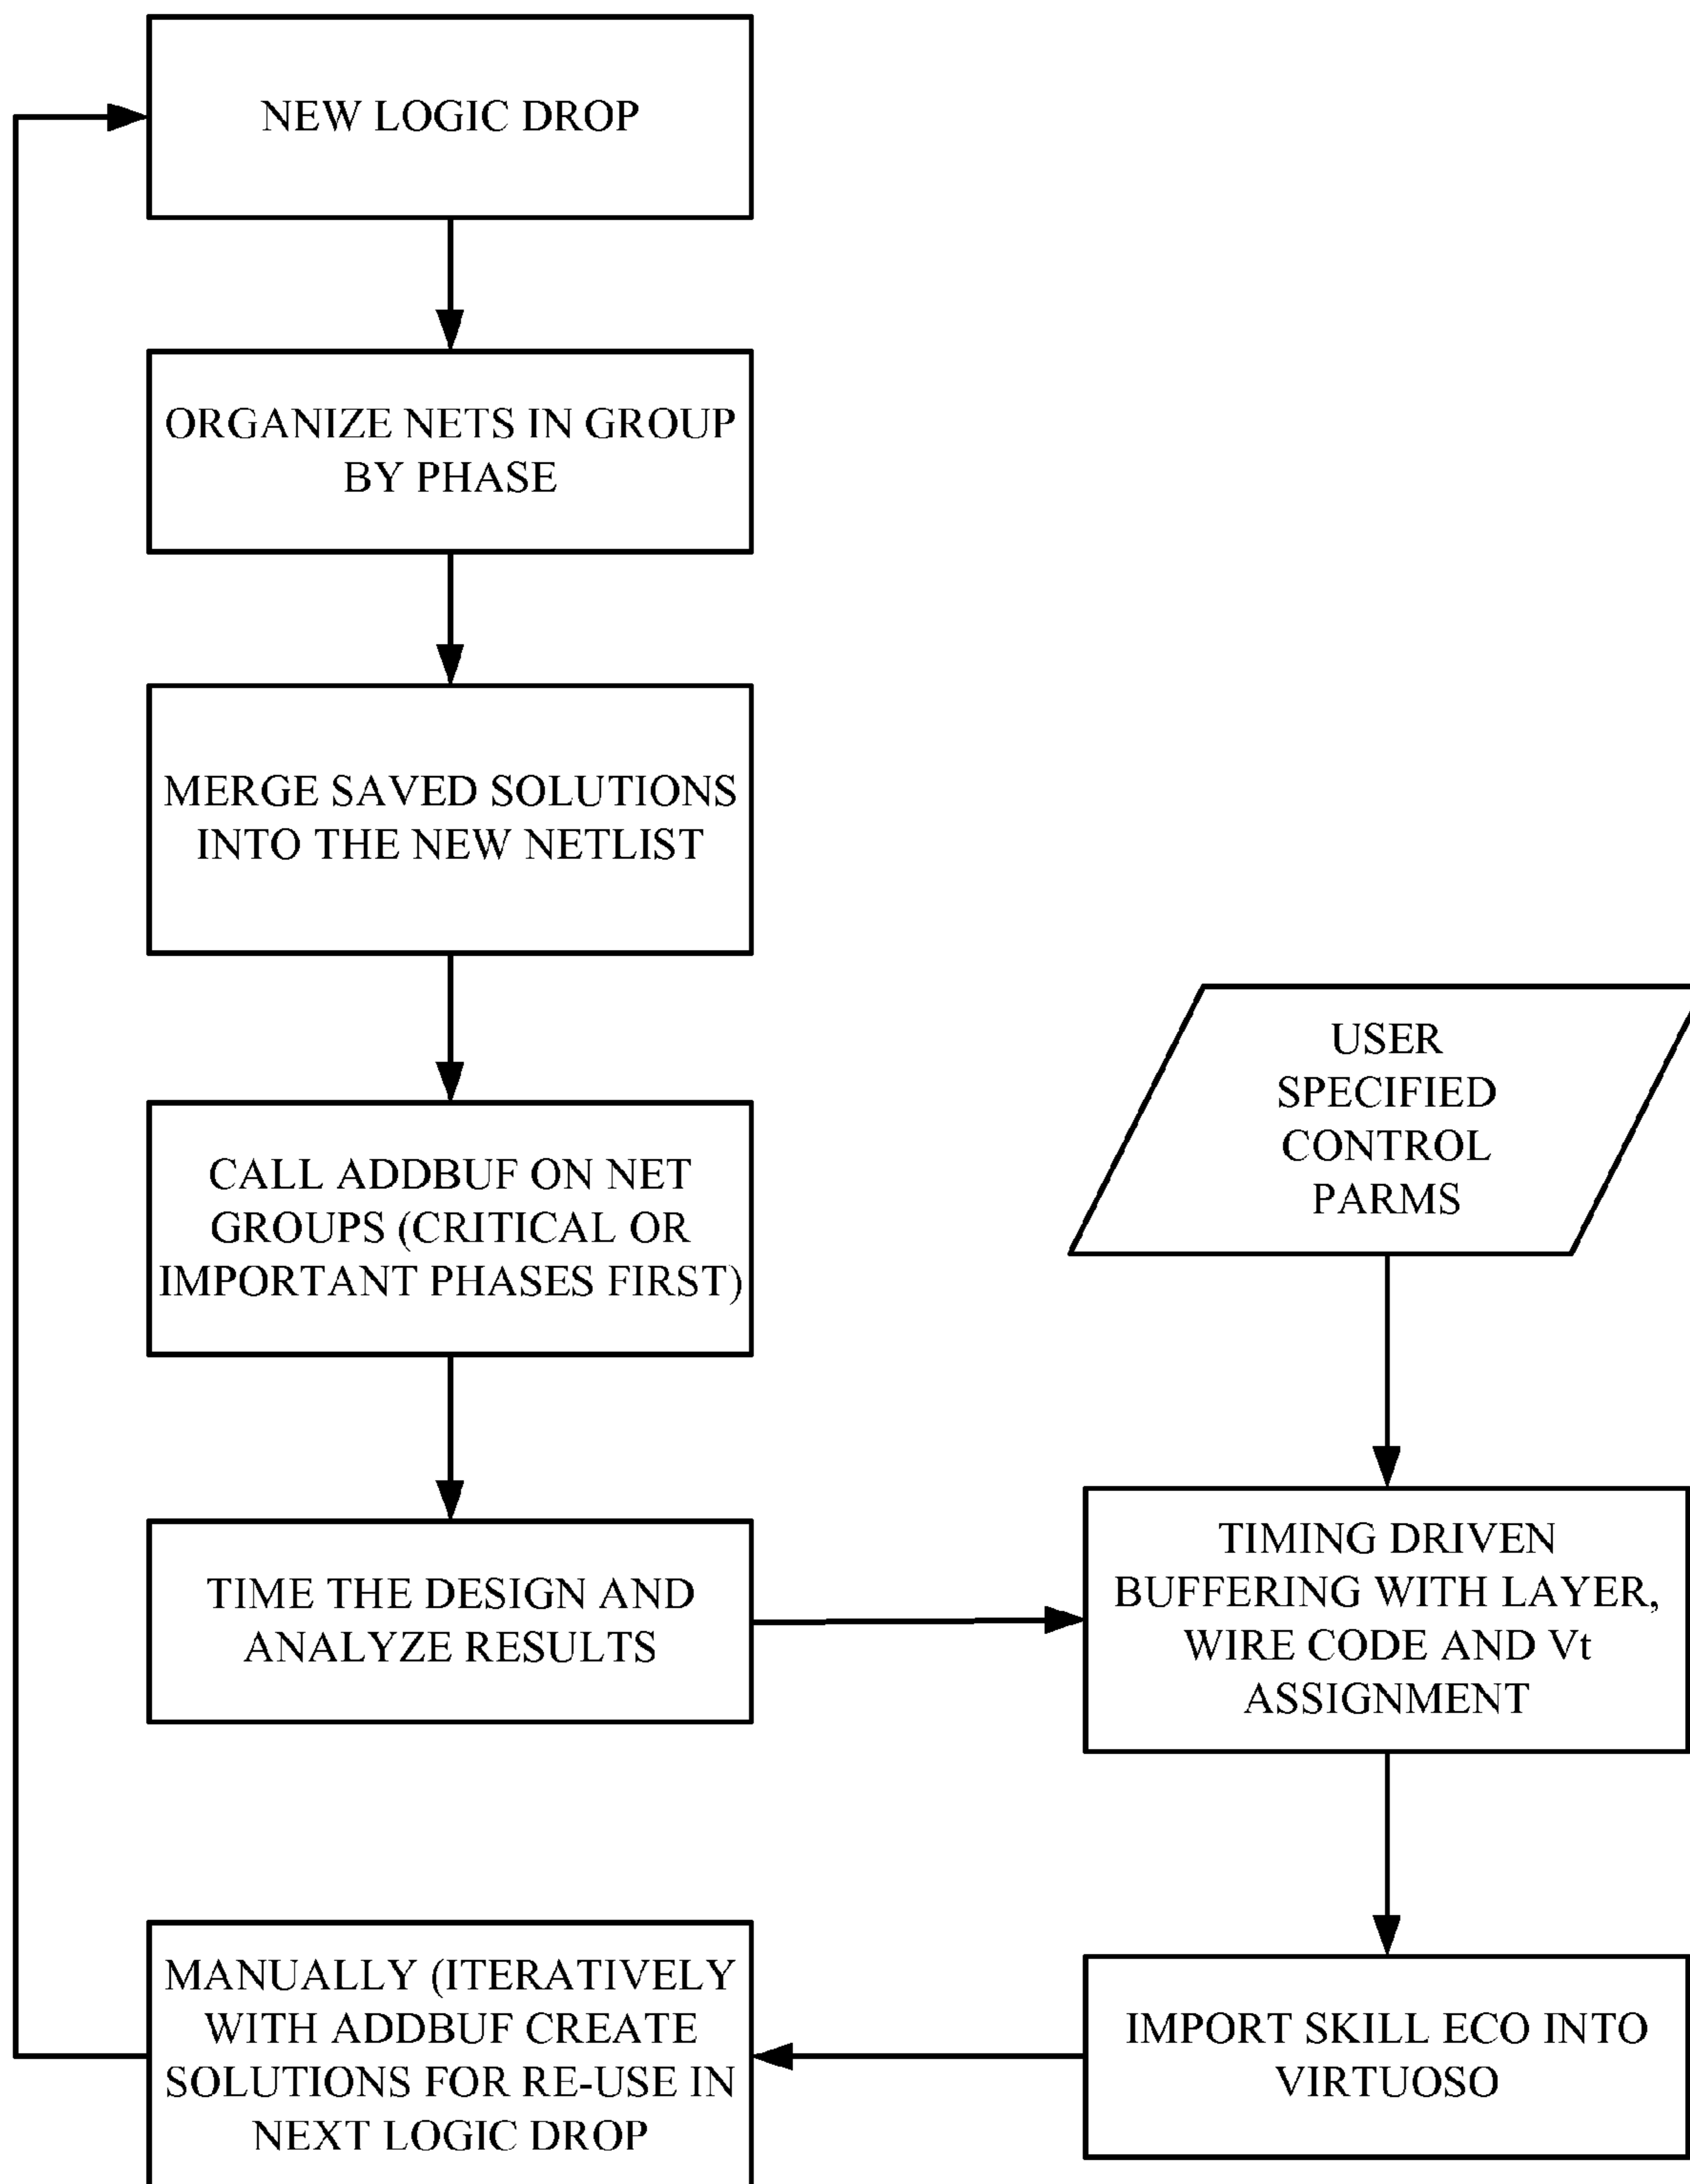 NEW LOGIC DROP
ORGANIZE NETS IN GROUP
BY PHASE
MERGE SAVED SOLUTIONS
INTO THE NEW NETLIST
CALL ADDBUF ON NET
GROUPS (CRITICAL OR
IMPORTANT PHASES FIRST)
TIME THE DESIGN AND
ANALYZE RESULTS
USER
SPECIFIED
CONTROL
PARMS
TIMING DRIVEN
BUFFERING WITH LAYER,
WIRE CODE AND Vt
ASSIGNMENT
IMPORT SKILL ECO INTO
VIRTUOSO
MANUALLY (ITERATIVELY
WITH ADDBUF CREATE
SOLUTIONS FOR RE-USE IN
NEXT LOGIC DROP